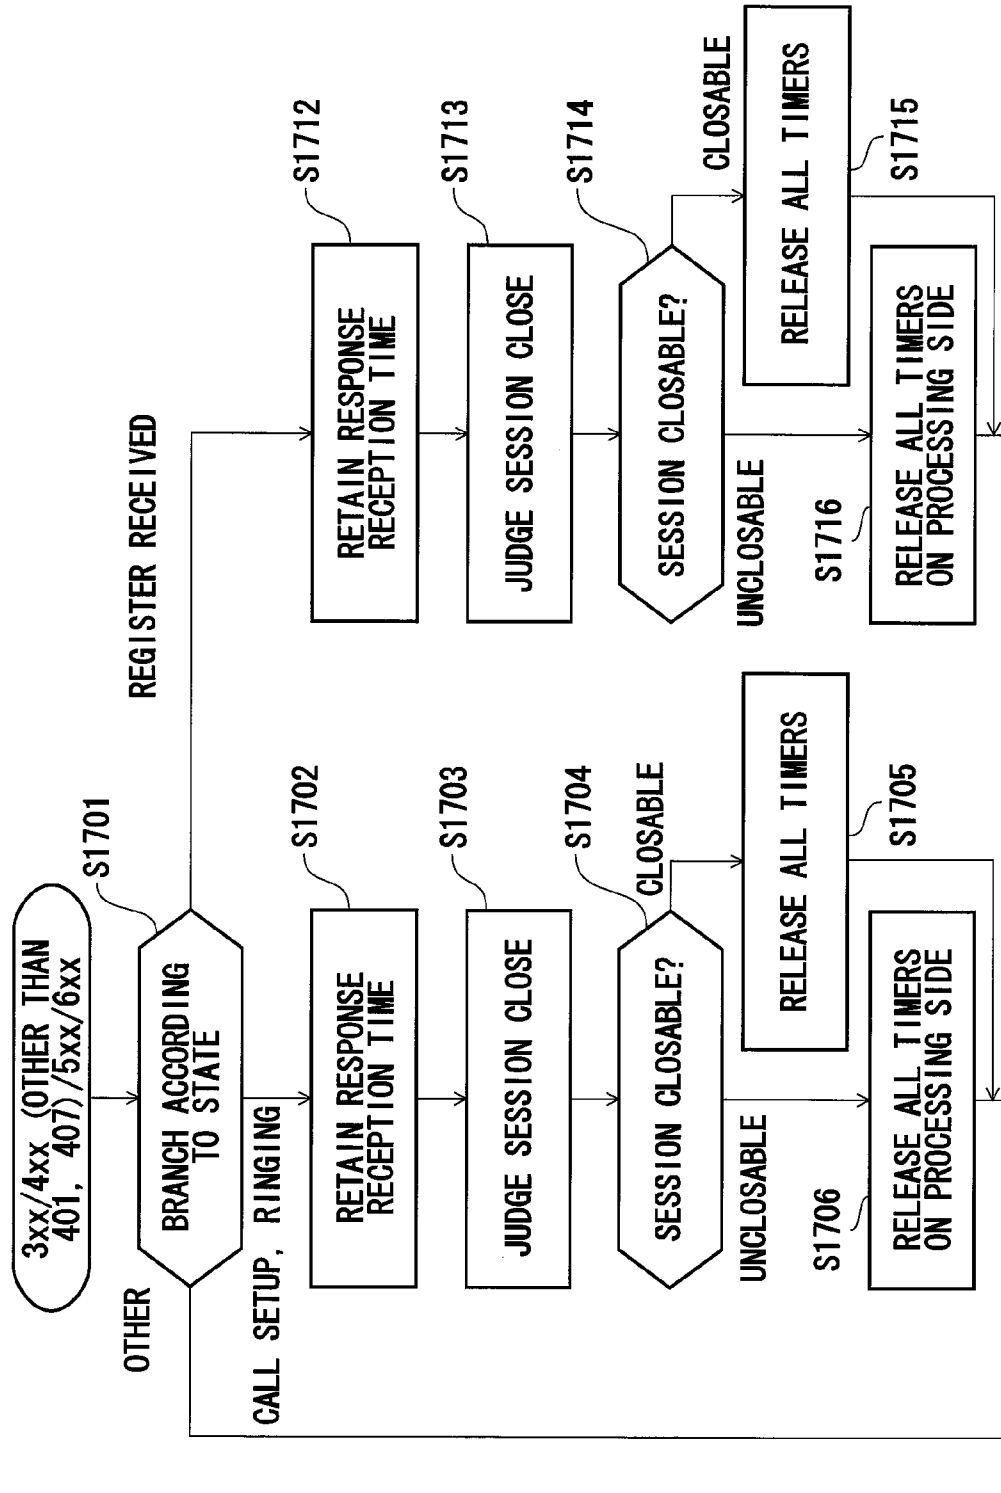 3xx/4xx (OTHER THAN
401, 407)/5xx/6xx
S1701
BRANCH ACCORDING
TO STATE
OTHER
CALL SETUP, RINGING
REGISTER RECEIVED
S1702
RETAIN RESPONSE
RECEPTION TIME
S1703
JUDGE SESSION CLOSE
S1704
SESSION CLOSABLE?
CLOSABLE
UNCLOSABLE
RELEASE ALL TIMERS
S1705
S1706
RELEASE ALL TIMERS
ON PROCESSING SIDE
S1712
RETAIN RESPONSE
RECEPTION TIME
S1713
JUDGE SESSION CLOSE
S1714
SESSION CLOSABLE?
CLOSABLE
UNCLOSABLE
RELEASE ALL TIMERS
S1715
S1716
RELEASE ALL TIMERS
ON PROCESSING SIDE